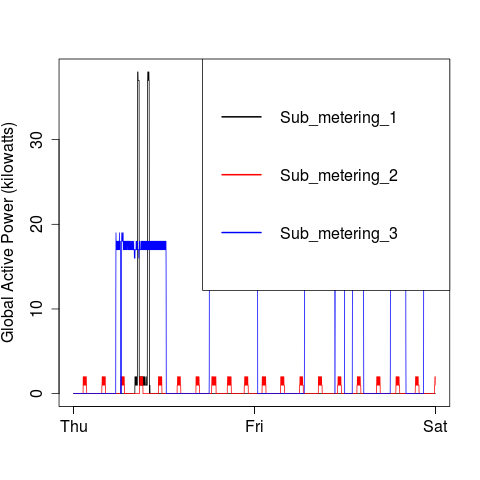 Global Active Power (kilowatts)
30
20
10
0
Sub_metering_1
Sub_metering_2
Sub_metering_3
Thu
Fri
Sat